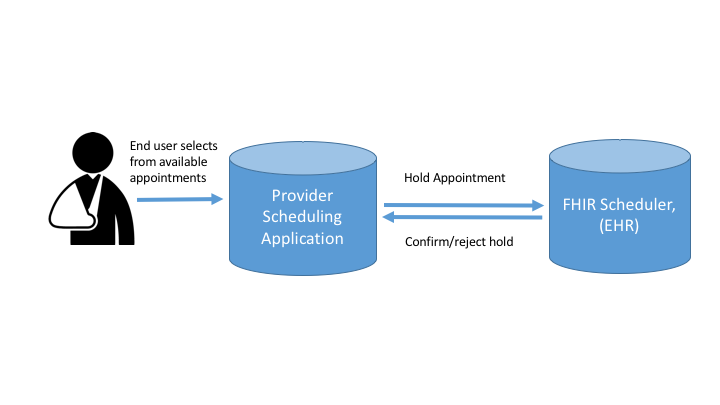 End user selects
from available
appointments
Provider
Scheduling
Application
Hold Appointment
Confirm/reject hold
FHIR Scheduler,
(EHR)